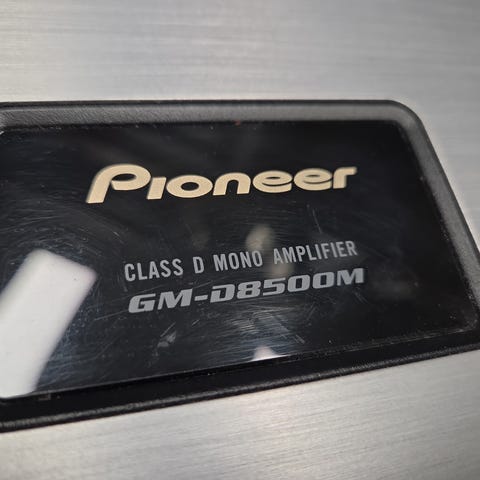 Pioneer
CLASS D MONO AMPLIFIER
GM-D8500M